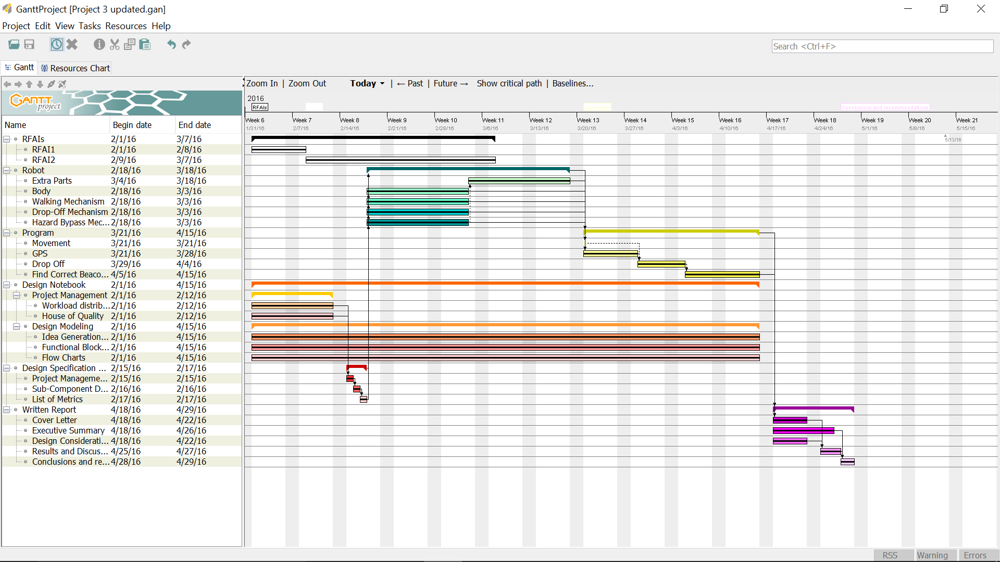 GanttProject [Project 3 updated.gan]
Project Edit View Tasks Resources Help
Search <Ctrl+F>
Gantt Resources Chart
Zoom In | Zoom Out Today | ← Past | Future → Show critical path | Baselines...
GANTT project
2016
RFAIs Conclusions and recommendations
Name Begin date End date
Week 6 Week 7 Week 8 Week 9 Week 10 Week 11 Week 12 Week 13 Week 14 Week 15 Week 16 Week 17 Week 18 Week 19 Week 20 Week 21
1/31/16 2/7/16 2/14/16 2/21/16 2/28/16 3/6/16 3/13/16 3/20/16 3/27/16 4/3/16 4/10/16 4/17/16 4/24/16 5/1/16 5/8/16 5/15/16
RFAIs 2/1/16 3/7/16
5/13/16
RFAI1 2/1/16 2/8/16
RFAI2 2/9/16 3/7/16
Robot 2/18/16 3/18/16
Extra Parts 3/4/16 3/18/16
Body 2/18/16 3/3/16
Walking Mechanism 2/18/16 3/3/16
Drop-Off Mechanism 2/18/16 3/3/16
Hazard Bypass Mec... 2/18/16 3/3/16
Program 3/21/16 4/15/16
Movement 3/21/16 3/21/16
GPS 3/21/16 3/28/16
Drop Off 3/29/16 4/4/16
Find Correct Beaco... 4/5/16 4/15/16
Design Notebook 2/1/16 4/15/16
Project Management 2/1/16 2/12/16
Workload distrib... 2/1/16 2/12/16
House of Quality 2/1/16 2/12/16
Design Modeling 2/1/16 4/15/16
Idea Generation... 2/1/16 4/15/16
Functional Block... 2/1/16 4/15/16
Flow Charts 2/1/16 4/15/16
Design Specification ... 2/15/16 2/17/16
Project Manageme... 2/15/16 2/15/16
Sub-Component D... 2/16/16 2/16/16
List of Metrics 2/17/16 2/17/16
Written Report 4/18/16 4/29/16
Cover Letter 4/18/16 4/22/16
Executive Summary 4/18/16 4/26/16
Design Considerati... 4/18/16 4/22/16
Results and Discus... 4/25/16 4/27/16
Conclusions and re... 4/28/16 4/29/16
RSS Warning Errors